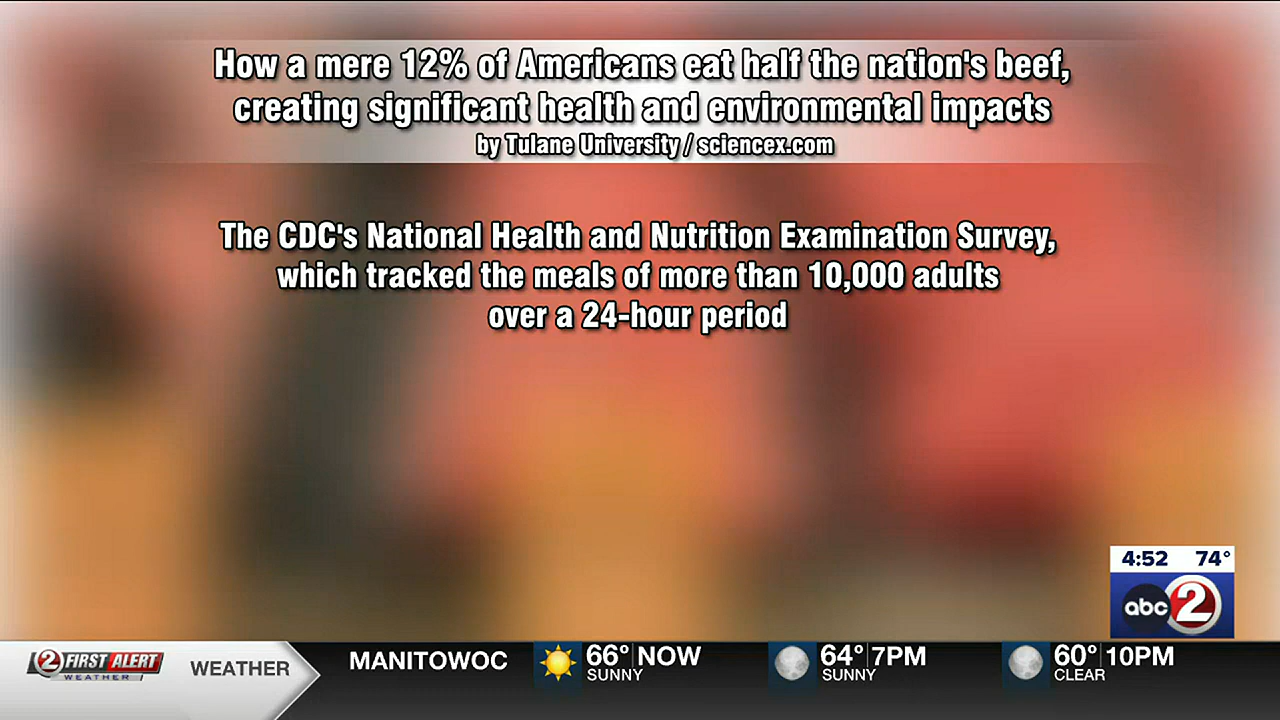 How a mere 12% of Americans eat half the nation's beef,
creating significant health and environmental impacts
by Tulane University / sciencex.com
The CDC's National Health and Nutrition Examination Survey,
which tracked the meals of more than 10,000 adults
over a 24-hour period
4:52 74°
abc 2
2 FIRST ALERT
WEATHER
WEATHER
MANITOWOC
66° NOW
SUNNY
64° 7PM
SUNNY
60° 10PM
CLEAR